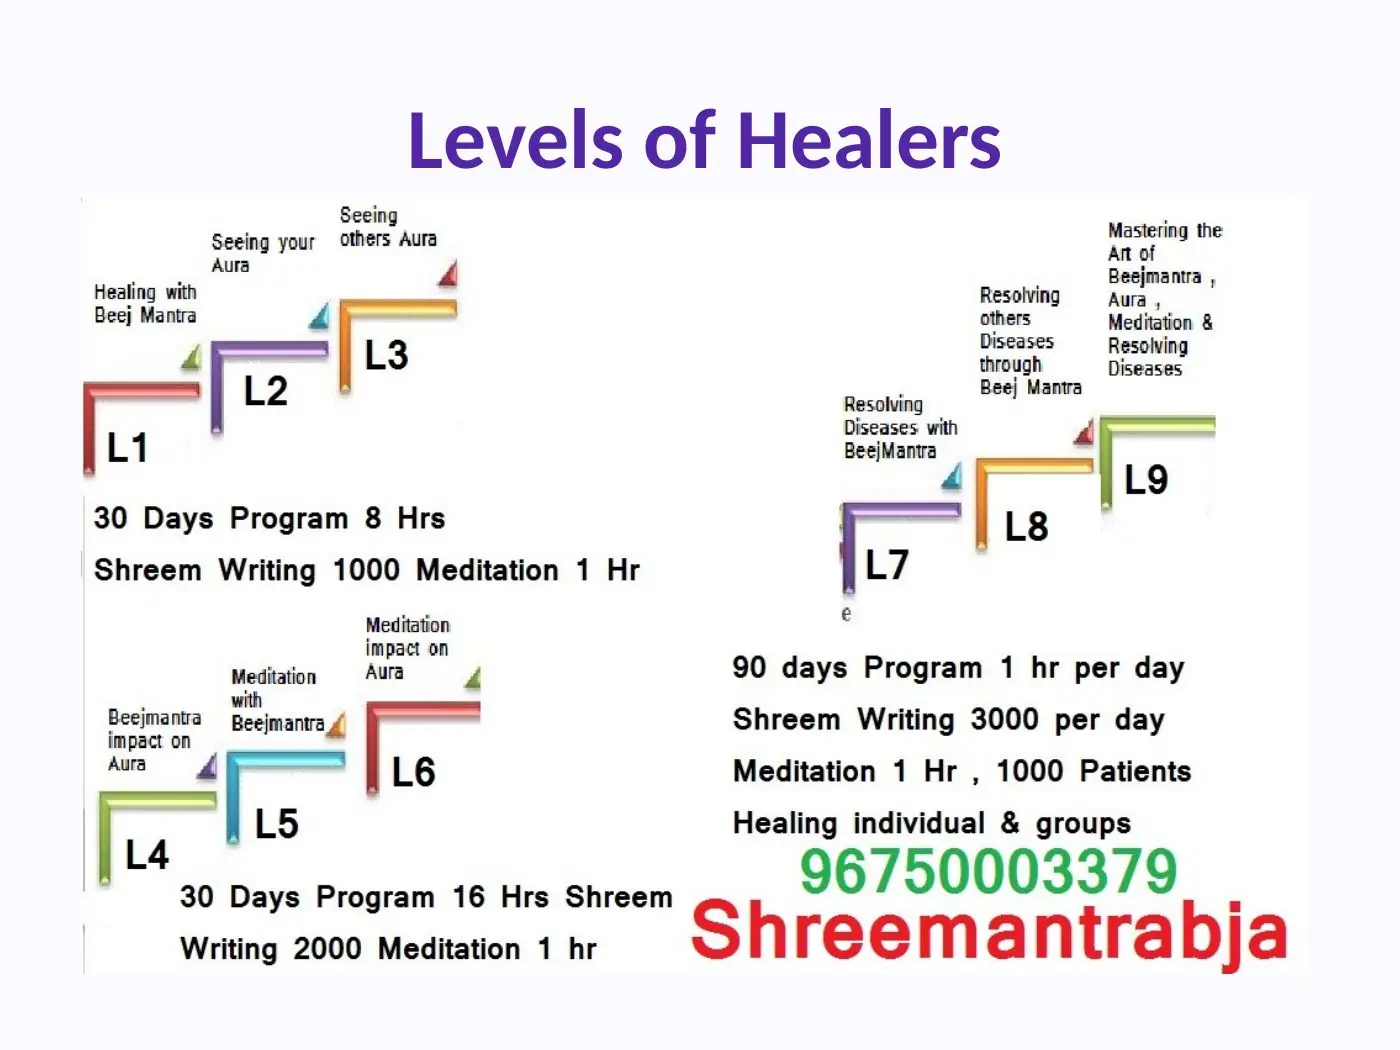 Levels of Healers
Healing with
Beej Mantra
L1
Seeing your
Aura
L2
Seeing
others Aura
L3
30 Days Program 8 Hrs
Shreem Writing 1000 Meditation 1 Hr
Beejmantra
impact on
Aura
L4
Meditation
with
Beejmantra
L5
Meditation
impact on
Aura
L6
30 Days Program 16 Hrs Shreem
Writing 2000 Meditation 1 hr
Resolving
Diseases with
BeejMantra
L7
e
Resolving
others
Diseases
through
Beej Mantra
L8
Mastering the
Art of
Beejmantra ,
Aura ,
Meditation &
Resolving
Diseases
L9
90 days Program 1 hr per day
Shreem Writing 3000 per day
Meditation 1 Hr , 1000 Patients
Healing individual & groups
96750003379
Shreemantrabja